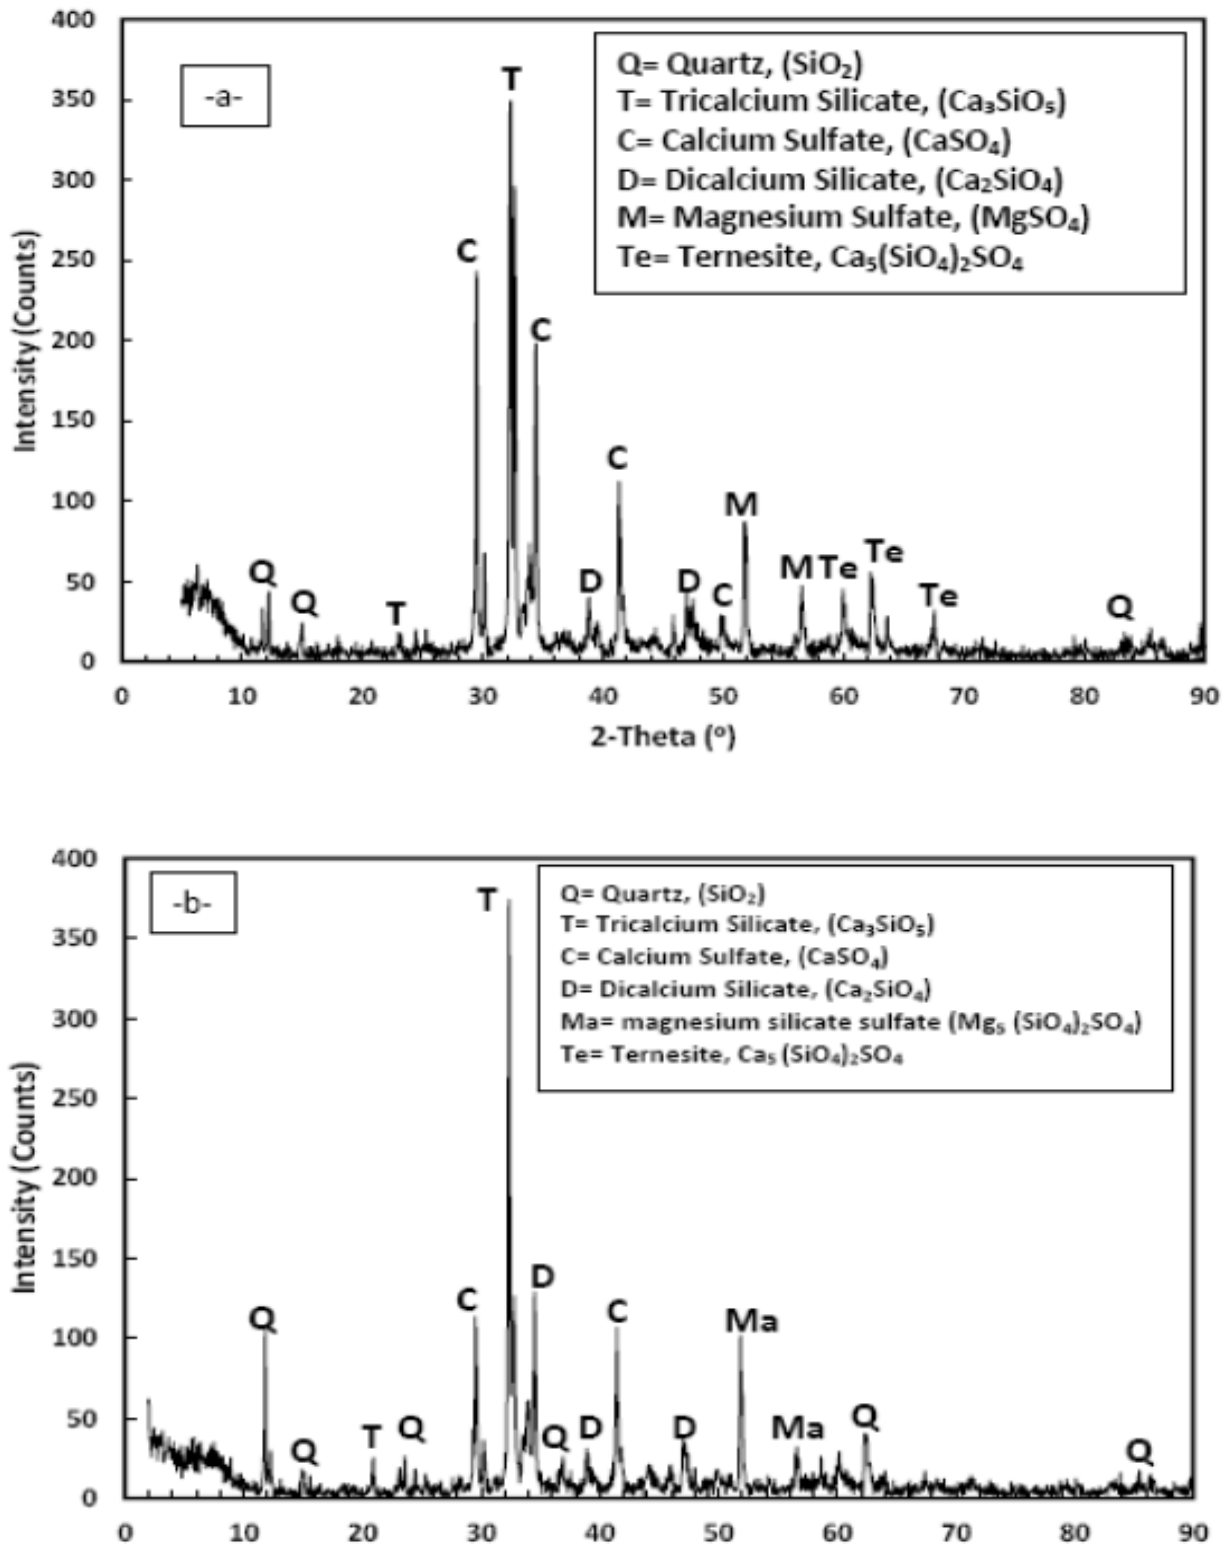 400
-a-
Q= Quartz, (SiO₂)
T= Tricalcium Silicate, (Ca₃SiO₅)
C= Calcium Sulfate, (CaSO₄)
D= Dicalcium Silicate, (Ca₂SiO₄)
M= Magnesium Sulfate, (MgSO₄)
Te= Ternesite, Ca₅(SiO₄)₂SO₄
350
300
250
200
150
100
50
0
Intensity (Counts)
Q
Q
T
C
T
C
D
C
D
C
M
M
Te
Te
Te
Q
0 10 20 30 40 50 60 70 80 90
2-Theta (º)
400
-b-
Q= Quartz, (SiO₂)
T= Tricalcium Silicate, (Ca₃SiO₅)
C= Calcium Sulfate, (CaSO₄)
D= Dicalcium Silicate, (Ca₂SiO₄)
Ma= magnesium silicate sulfate (Mg₅ (SiO₄)₂SO₄)
Te= Ternesite, Ca₅ (SiO₄)₂SO₄
350
300
250
200
150
100
50
0
Intensity (Counts)
Q
Q
T
Q
C
T
D
Q
D
C
D
Ma
Ma
Q
Q
0 10 20 30 40 50 60 70 80 90